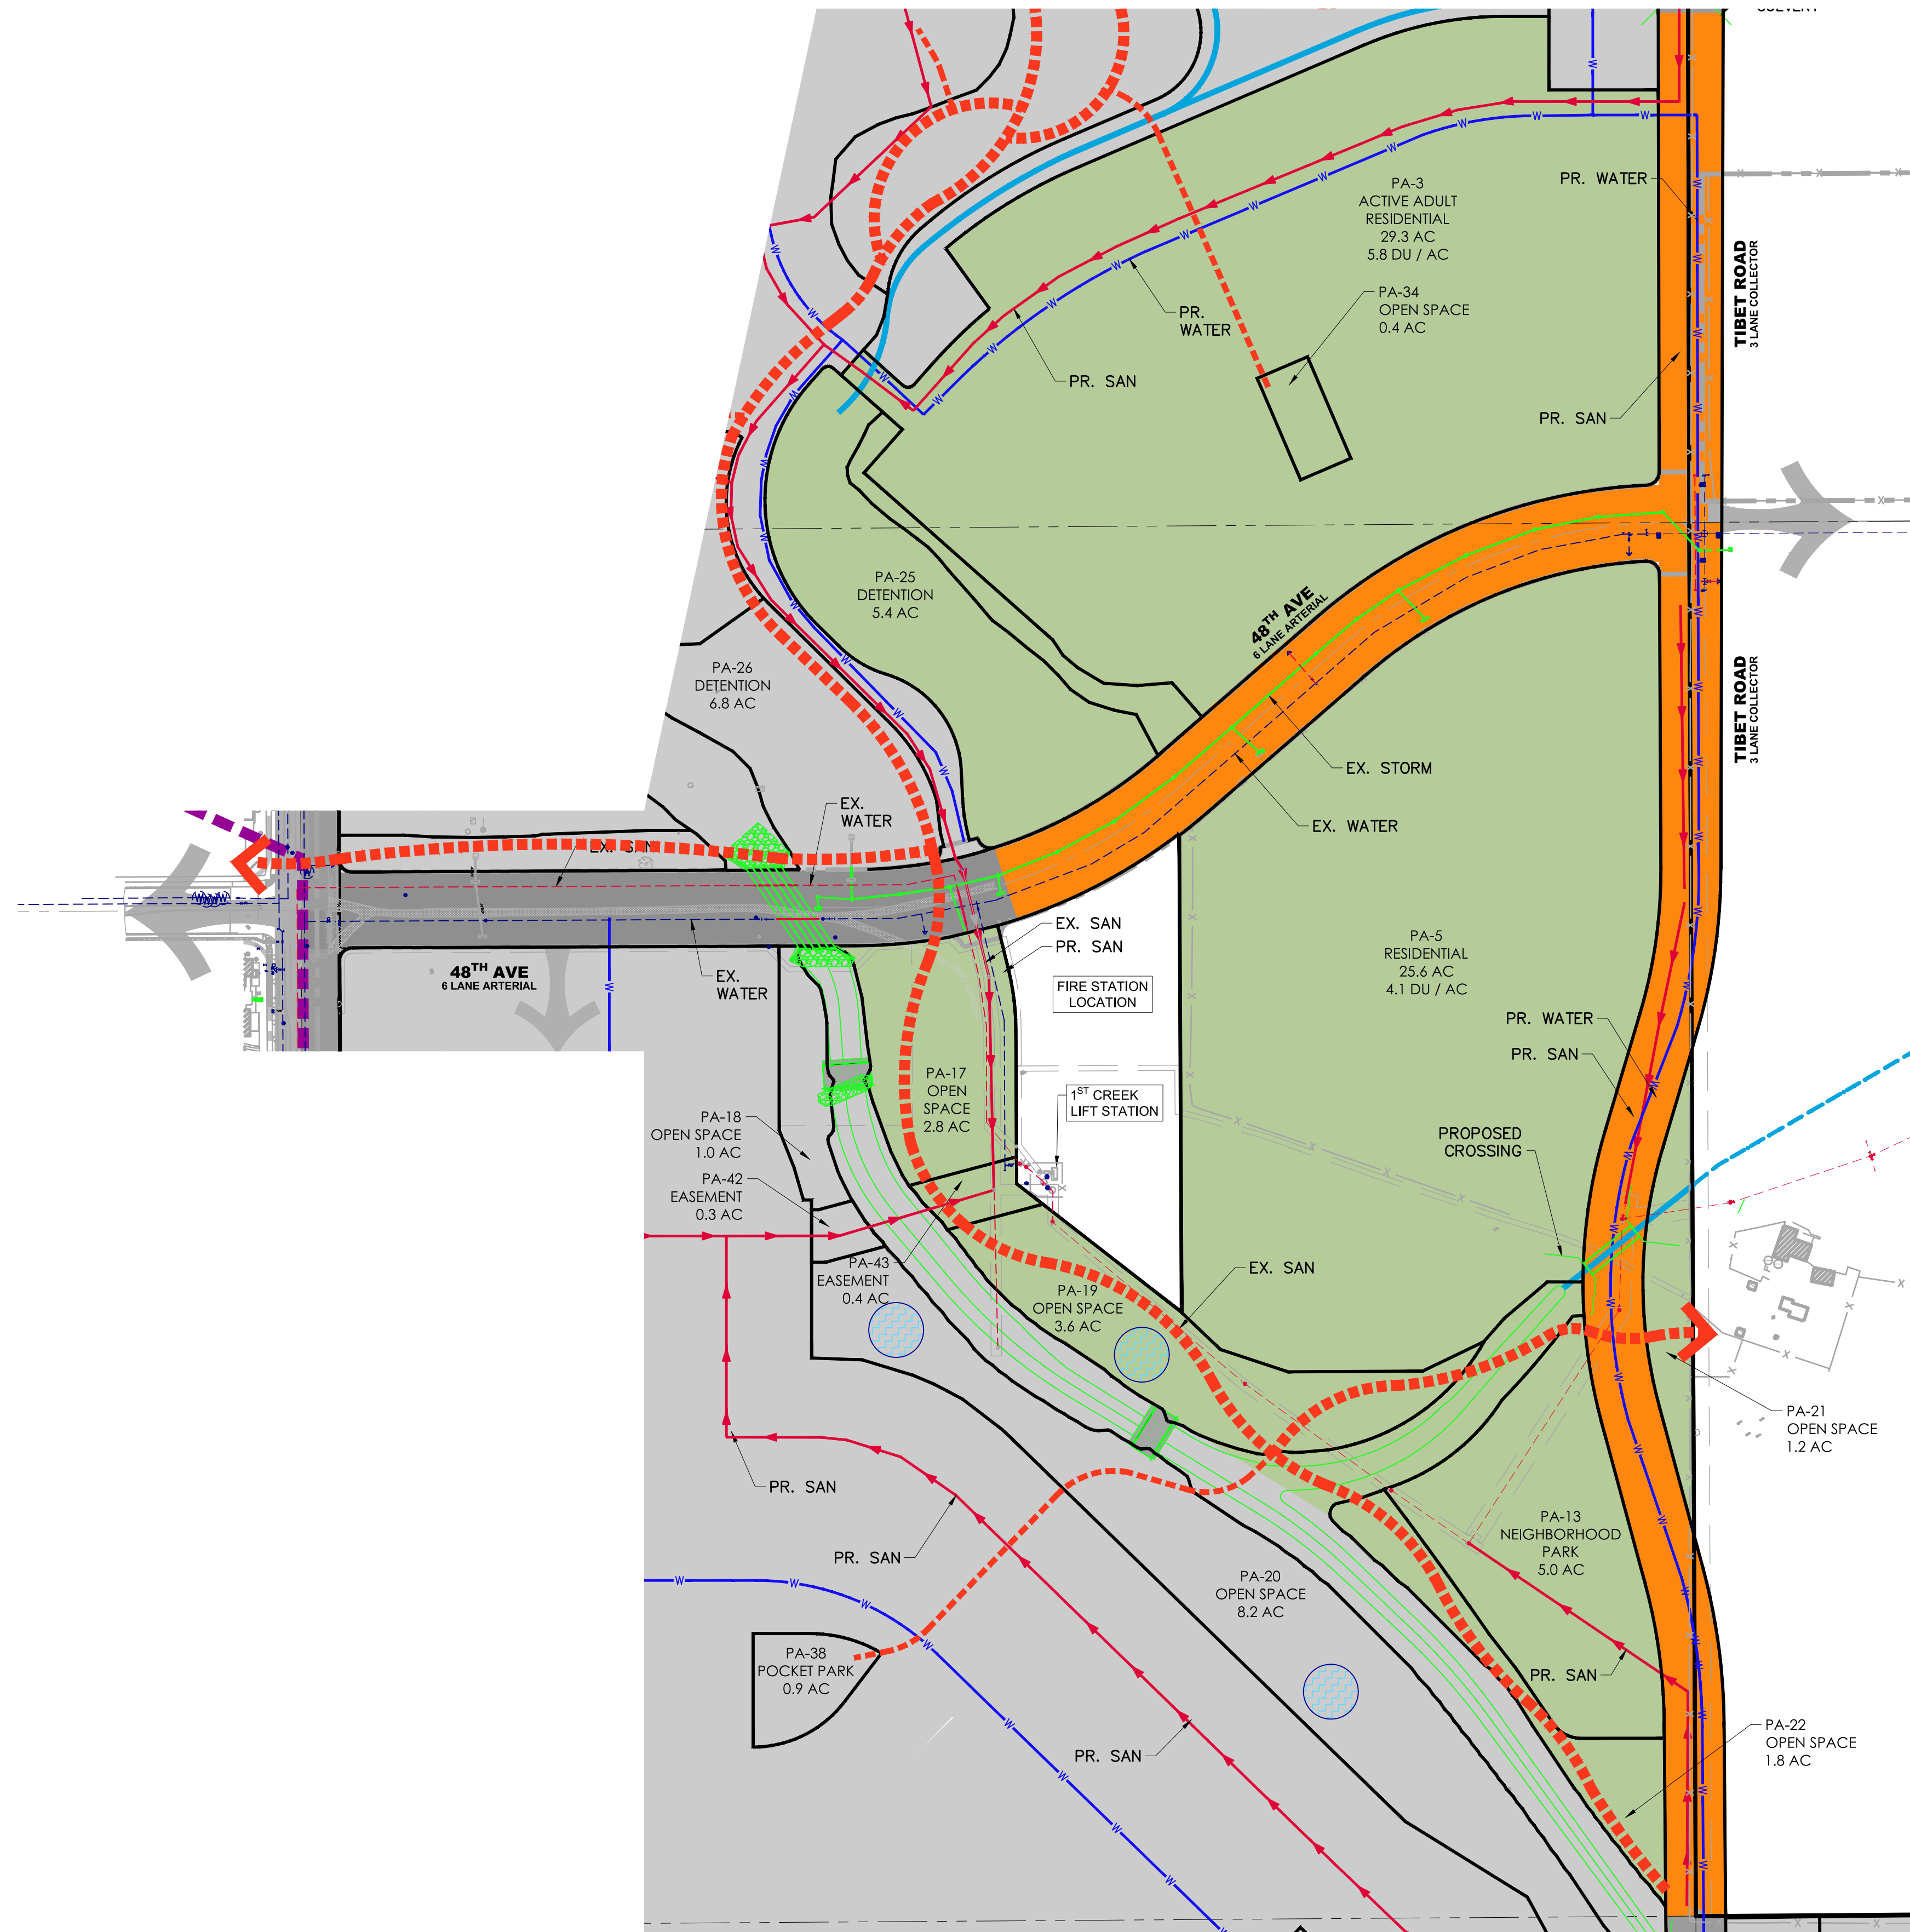 PA-3
ACTIVE ADULT
RESIDENTIAL
29.3 AC
5.8 DU / AC
PR. WATER
TIBET ROAD
3 LANE COLLECTOR
PA-34
OPEN SPACE
0.4 AC
PR.
WATER
PR. SAN
PR. SAN
PA-25
DETENTION
5.4 AC
48TH AVE
6 LANE ARTERIAL
PA-26
DETENTION
6.8 AC
TIBET ROAD
3 LANE COLLECTOR
EX. STORM
EX.
WATER
EX. WATER
EX. SAN
EX. SAN
PR. SAN
48TH AVE
6 LANE ARTERIAL
EX.
WATER
FIRE STATION
LOCATION
PA-5
RESIDENTIAL
25.6 AC
4.1 DU / AC
PR. WATER
PR. SAN
PA-17
OPEN
SPACE
2.8 AC
1ST CREEK
LIFT STATION
PA-18
OPEN SPACE
1.0 AC
PROPOSED
CROSSING
PA-42
EASEMENT
0.3 AC
PA-43
EASEMENT
0.4 AC
EX. SAN
PA-19
OPEN SPACE
3.6 AC
PA-21
OPEN SPACE
1.2 AC
PR. SAN
PR. SAN
PA-13
NEIGHBORHOOD
PARK
5.0 AC
PA-20
OPEN SPACE
8.2 AC
PA-38
POCKET PARK
0.9 AC
PR. SAN
PR. SAN
PA-22
OPEN SPACE
1.8 AC